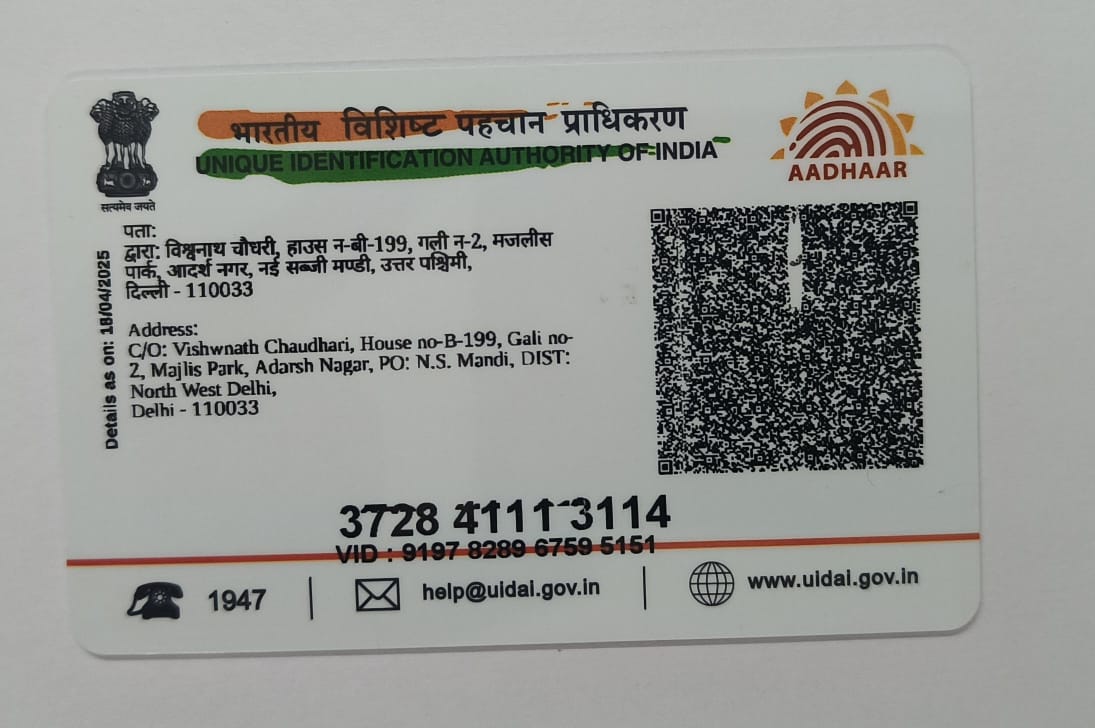 भारतीय विशिष्ट पहचान प्राधिकरण
UNIQUE IDENTIFICATION AUTHORITY OF INDIA
AADHAAR
सत्यमेव जयते
Details as on: 18/04/2025
पता:
द्वारा: विश्वनाथ चौधरी, हाउस न-बी-199, गली न-2, मजलीस
पार्क, आदर्श नगर, नई सब्जी मण्डी, उत्तर पश्चिमी,
दिल्ली - 110033
Address:
C/O: Vishwnath Chaudhari, House no-B-199, Gali no-
2, Majlis Park, Adarsh Nagar, PO: N.S. Mandi, DIST:
North West Delhi,
Delhi - 110033
3728 4111 3114
VID : 9197 8289 6759 5151
1947
help@uidai.gov.in
www.uidai.gov.in